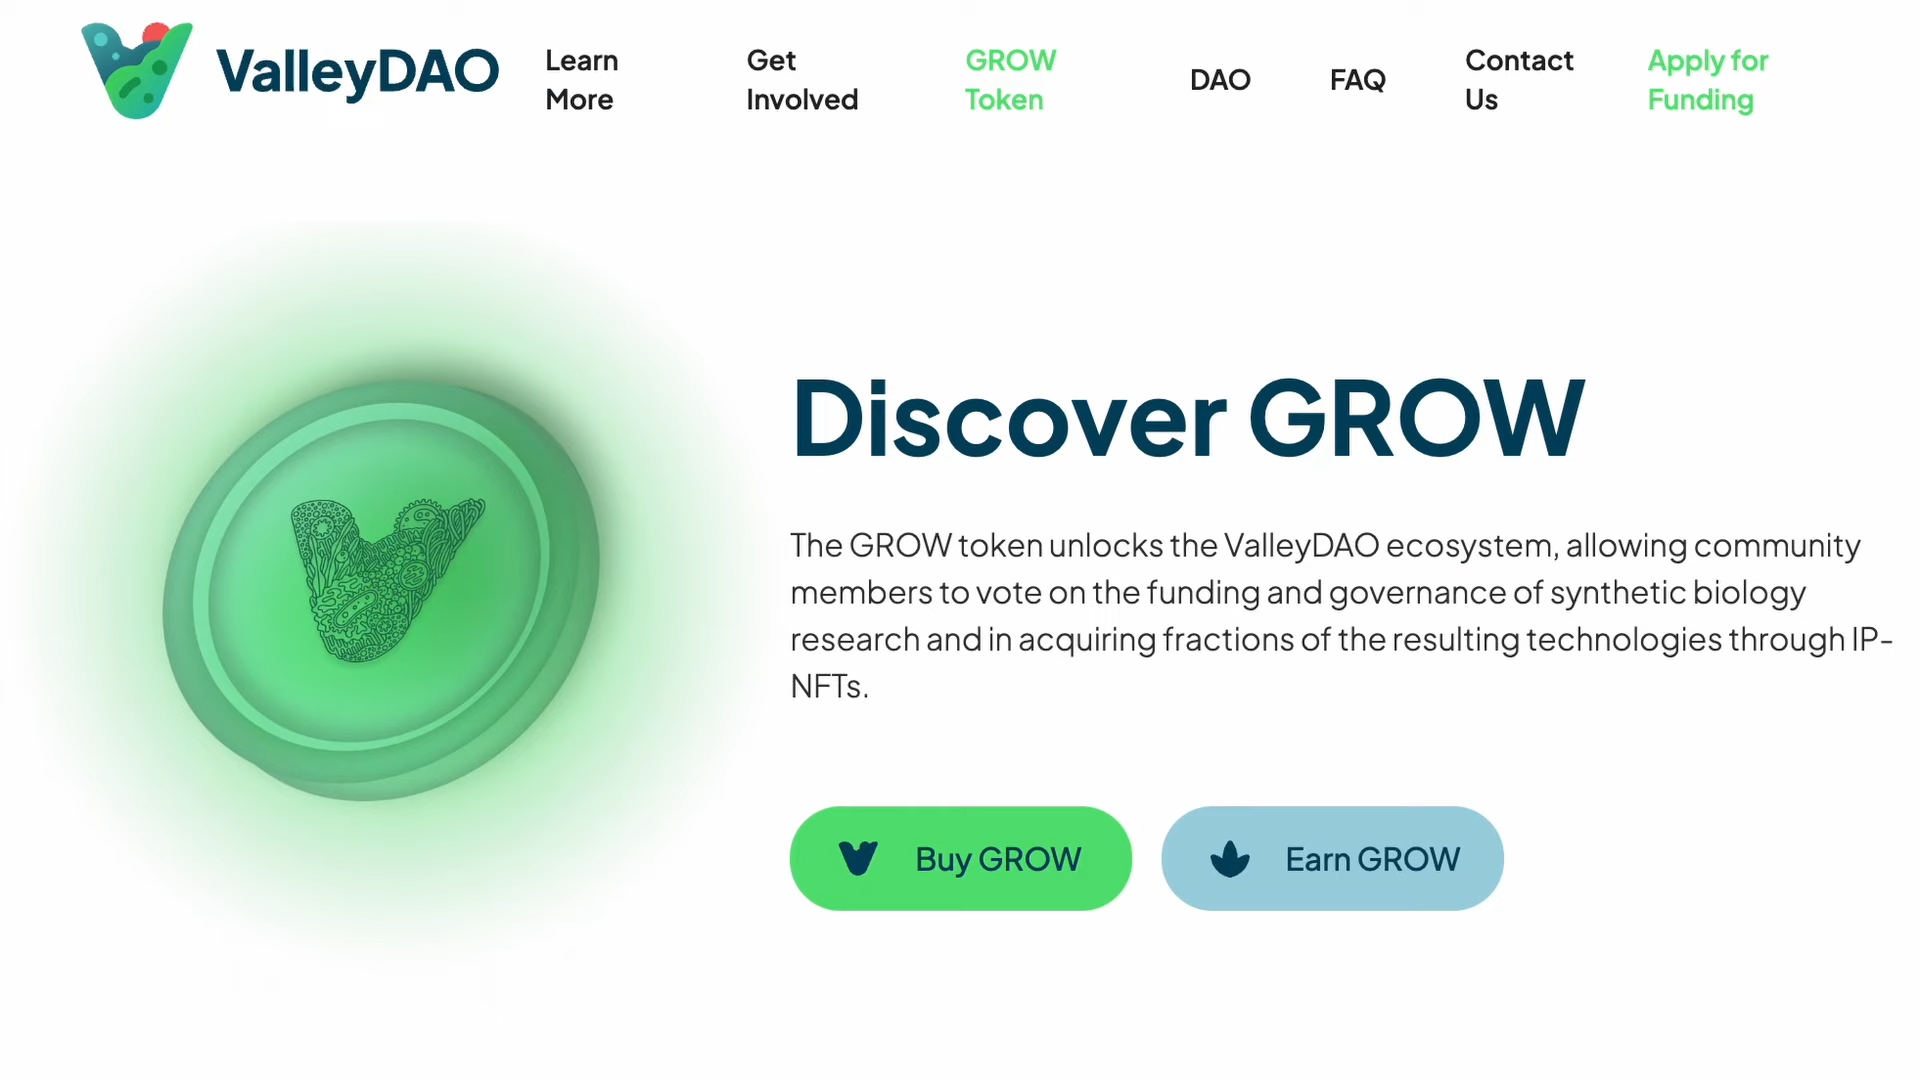 ValleyDAO
Learn
More
Get
Involved
GROW
Token
DAO
FAQ
Contact
Us
Apply for
Funding
Discover GROW
The GROW token unlocks the ValleyDAO ecosystem, allowing community
members to vote on the funding and governance of synthetic biology
research and in acquiring fractions of the resulting technologies through IP-
NFTs.
Buy GROW
Earn GROW